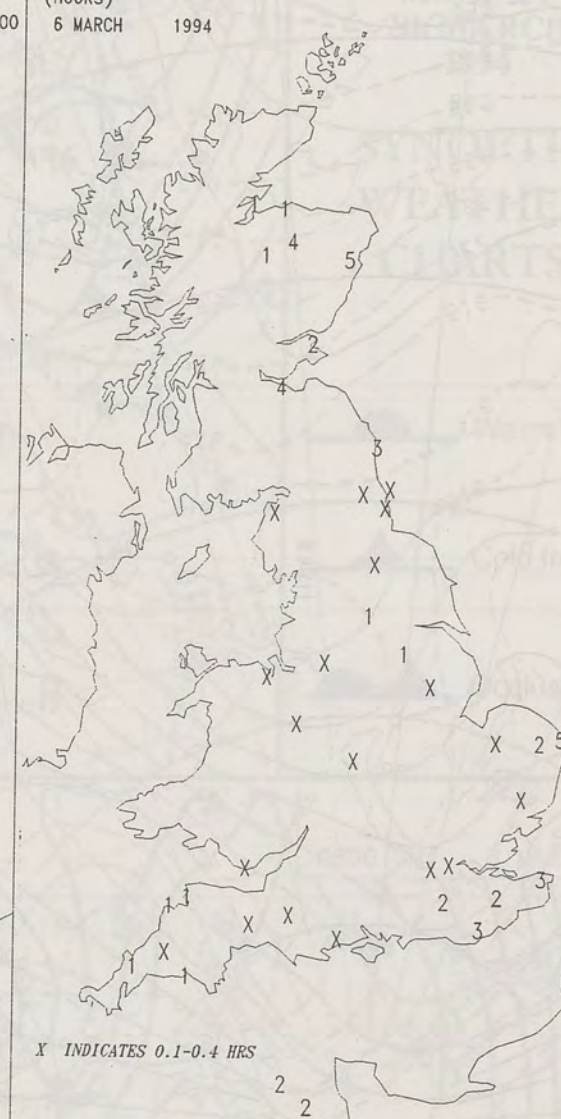 (HOURS)
00 6 MARCH 1994
1
1 4 5
2
4
3
X X
X X
X
1
1
X X X
X
X X 2 5
X
X X X
1 1 2 2 3
X X 3
X
1 X
1
X INDICATES 0.1-0.4 HRS
2
2